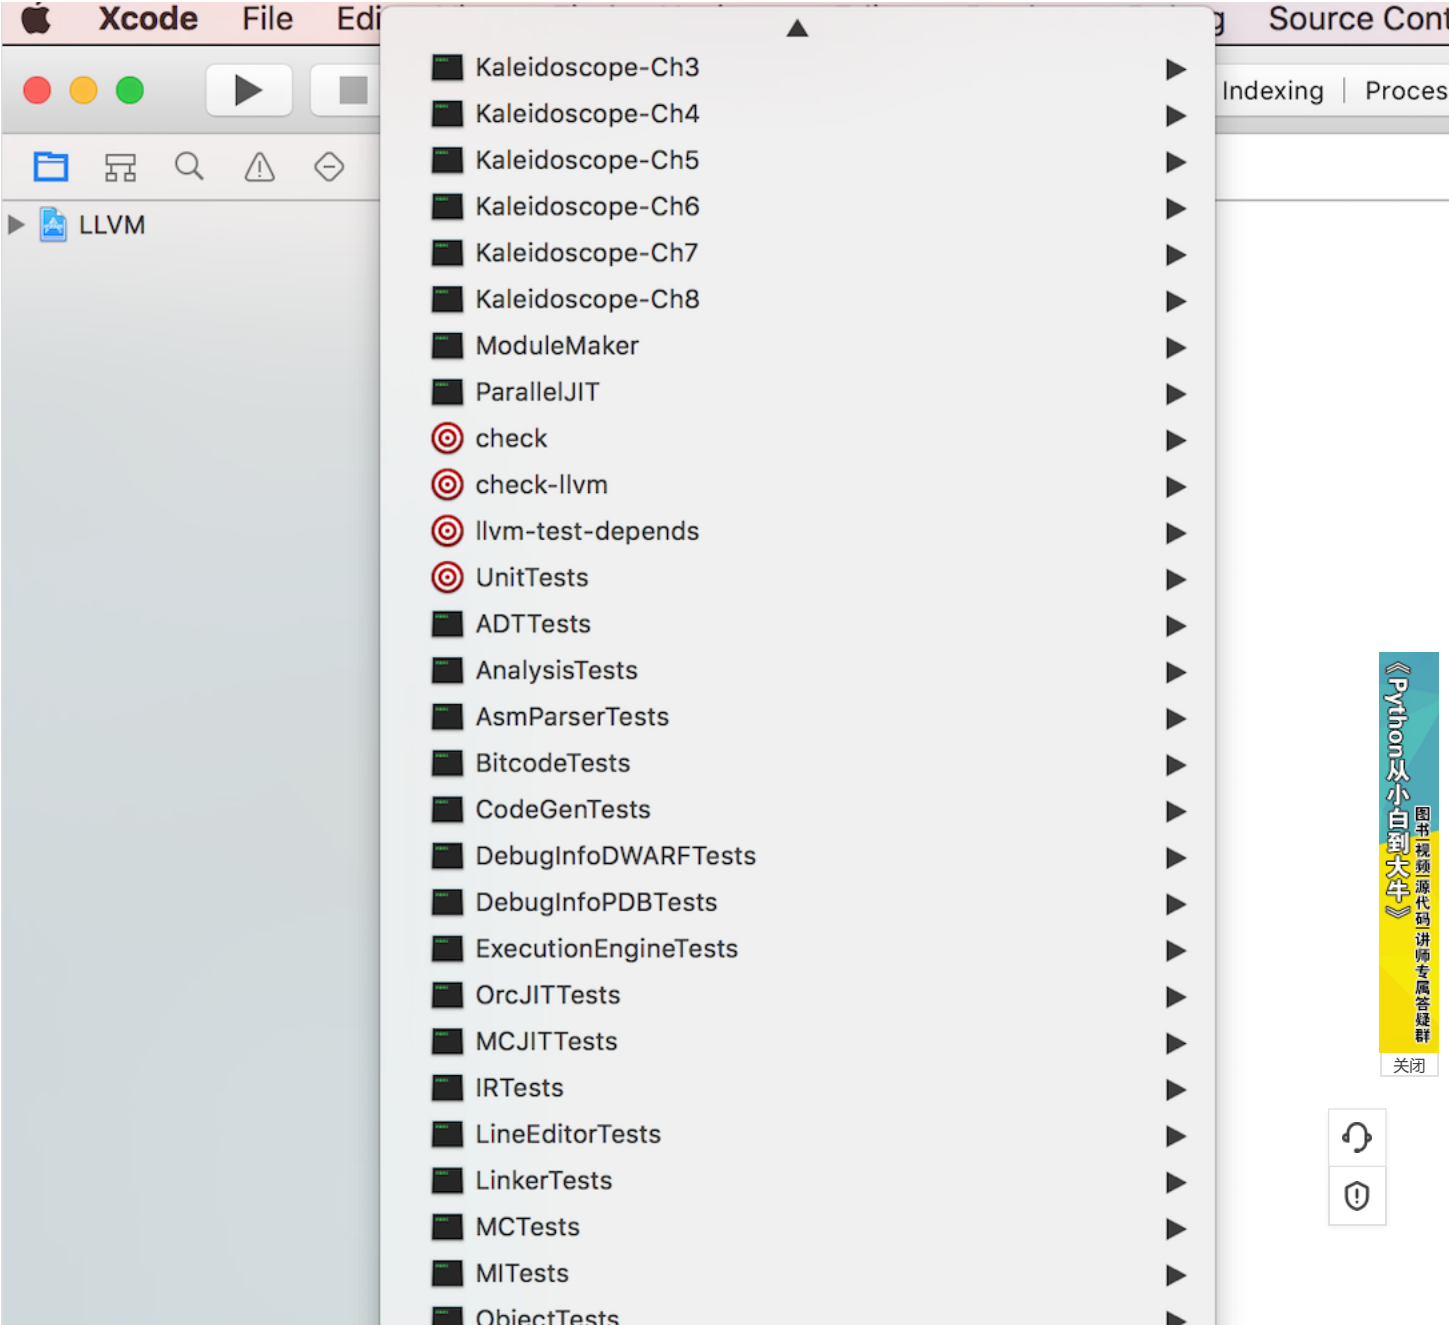 Xcode File Edi
Source Cont
Indexing | Proces
LLVM
Kaleidoscope-Ch3
Kaleidoscope-Ch4
Kaleidoscope-Ch5
Kaleidoscope-Ch6
Kaleidoscope-Ch7
Kaleidoscope-Ch8
ModuleMaker
ParallelJIT
check
check-llvm
llvm-test-depends
UnitTests
ADTTests
AnalysisTests
AsmParserTests
BitcodeTests
CodeGenTests
DebugInfoDWARFTests
DebugInfoPDBTests
ExecutionEngineTests
OrcJITTests
MCJITTests
IRTests
LineEditorTests
LinkerTests
MCTests
MITests
ObjectTests
《Python从小白到大牛》
图书|视频|源代码|讲师专属答疑群
关闭